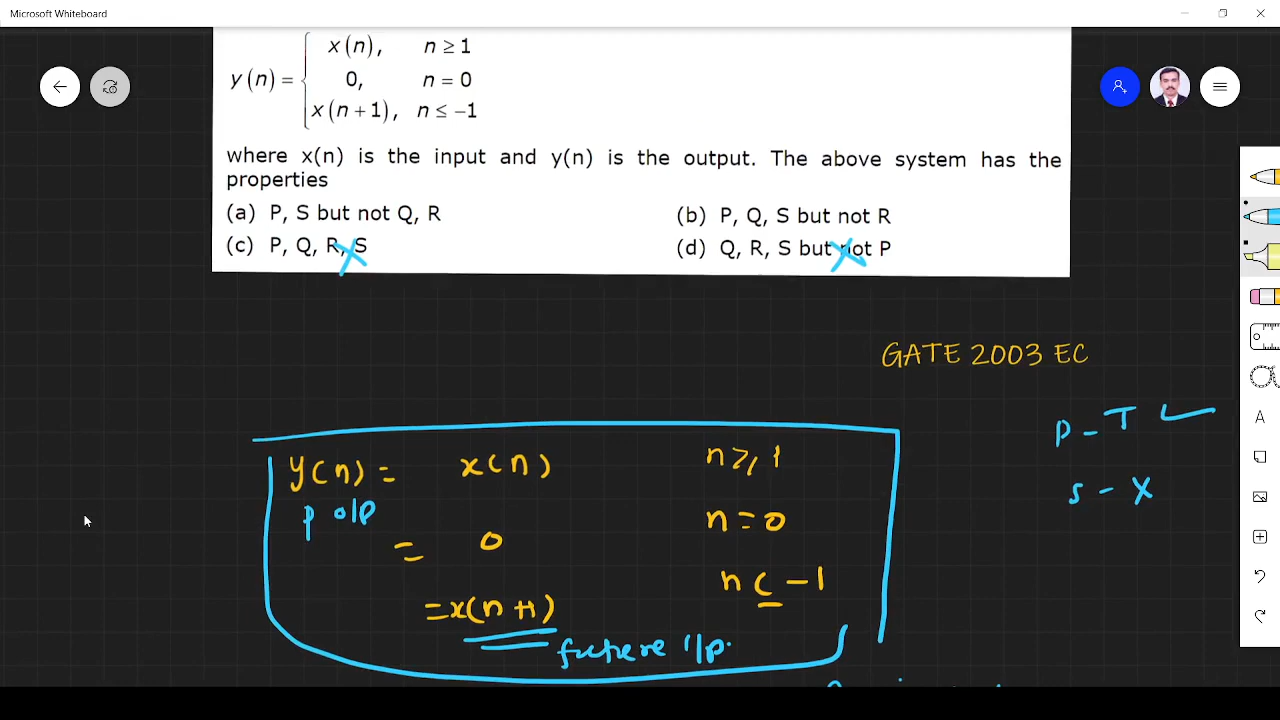 Microsoft Whiteboard
x(n), n ≥ 1
y(n) = 0, n = 0
x(n+1), n ≤ −1
where x(n) is the input and y(n) is the output. The above system has the
properties
(a) P, S but not Q, R
(b) P, Q, S but not R
(c) P, Q, R, S
(d) Q, R, S but not P
GATE 2003 EC
P - T ✓
S - X
y(n) = x(n) n ≥ 1
P o/p
= 0 n = 0
= x(n+1) n ≤ -1
future i/p.
A